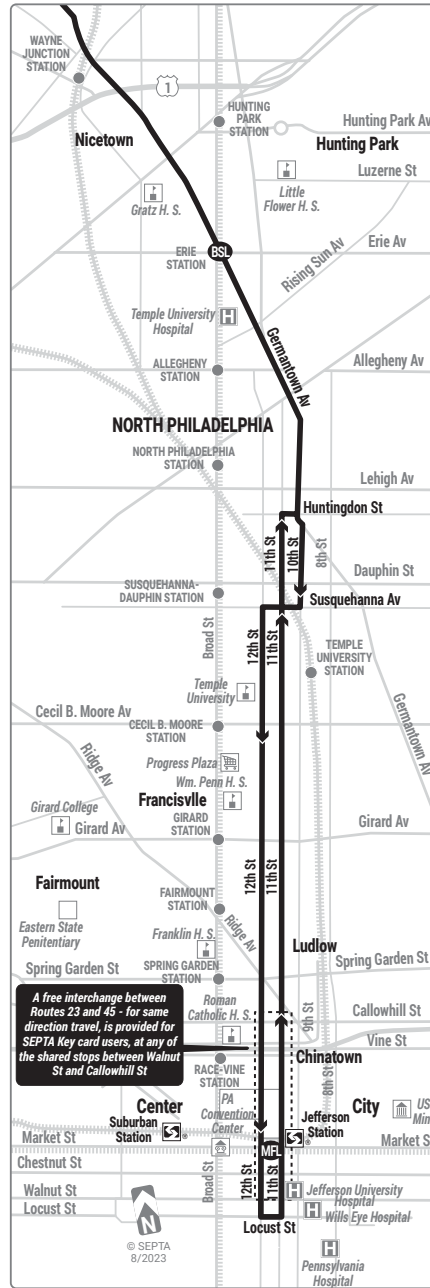 WAYNE
JUNCTION
STATION
1
HUNTING
PARK
STATION
Hunting Park Av
Nicetown
Hunting Park
Luzerne St
Gratz H. S.
Little
Flower H. S.
ERIE
STATION
BSL
Erie Av
Rising Sun Av
Temple University
Hospital
H
Germantown Av
ALLEGHENY
STATION
Allegheny Av
NORTH PHILADELPHIA
NORTH PHILADELPHIA
STATION
Lehigh Av
Huntingdon St
11th St
10th St
8th St
Dauphin St
SUSQUEHANNA-
DAUPHIN STATION
Susquehanna Av
Broad St
12th St
11th St
TEMPLE
UNIVERSITY
STATION
Temple
University
Germantown Av
Cecil B. Moore Av
CECIL B. MOORE
STATION
Ridge Av
Progress Plaza
Wm. Penn H. S.
Francisvlle
Girard College
Girard Av
GIRARD
STATION
Girard Av
12th St
11th St
Fairmount
FAIRMOUNT
STATION
Eastern State
Penitentiary
Ridge Av
Franklin H. S.
Ludlow
Spring Garden St
SPRING GARDEN
STATION
Spring Garden St
A free interchange between
Routes 23 and 45 - for same
direction travel, is provided for
SEPTA Key card users, at any of
the shared stops between Walnut
St and Callowhill St
Roman
Catholic H. S.
9th St
Callowhill St
Vine St
RACE-VINE
STATION
Chinatown
8th St
PA
Convention
Center
Center
City
US
Min
Suburban
Station
Jefferson
Station
Market St
MFL
Market S
Chestnut St
Broad St
12th St
11th St
Walnut St
H
Jefferson University
Hospital
Locust St
Locust St
H
Wills Eye Hospital
N
© SEPTA
8/2023
H
Pennsylvania
Hospital